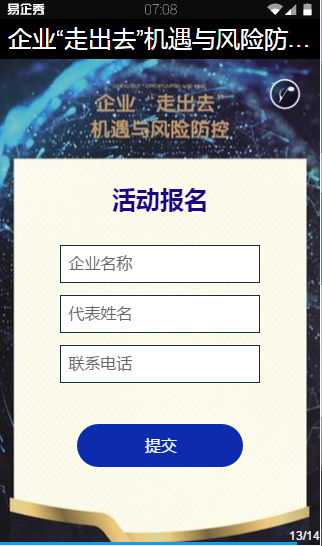 易企秀
07:08
企业“走出去”机遇与风险防...
企业 “走出去”
机遇与风险防控
活动报名
企业名称
代表姓名
联系电话
提交
13/14